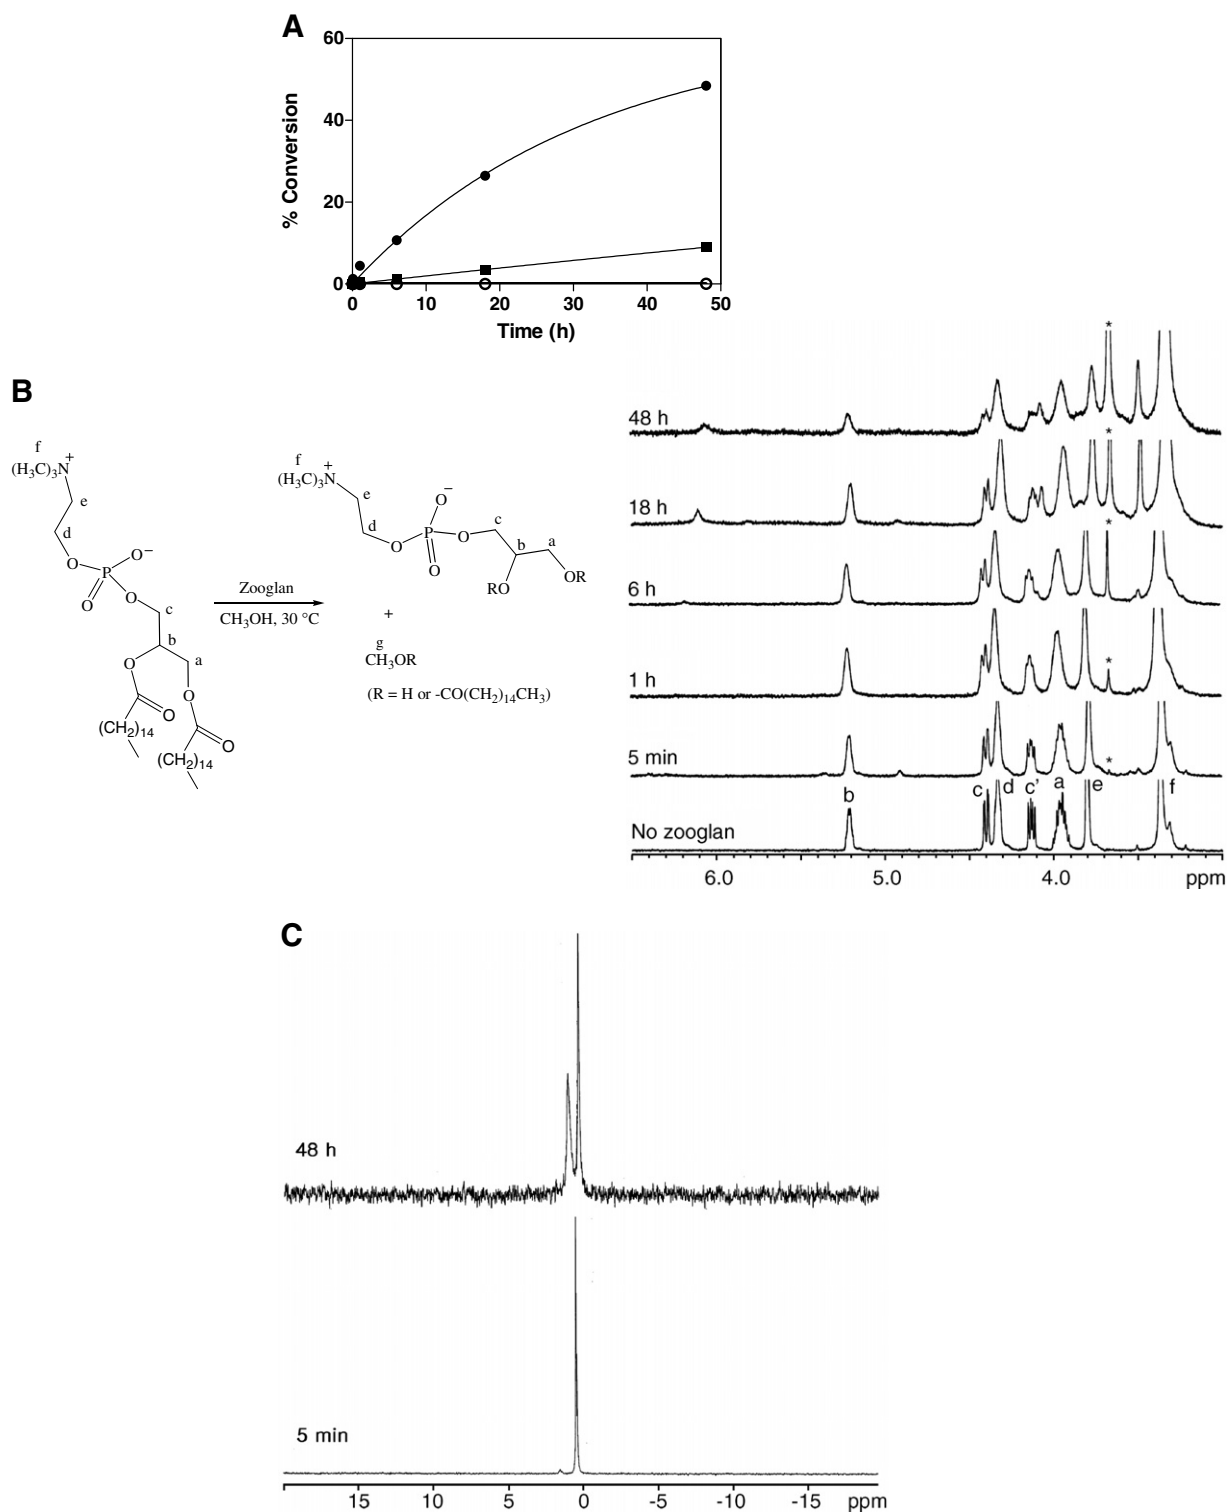 A
60
40
20
0
% Conversion
0 10 20 30 40 50
Time (h)
B
f
(H₃C)₃N⁺
e
d
O
O⁻
P
O
O
c
b
a
O
O
O
(CH₂)₁₄
O
(CH₂)₁₄
Zooglan
CH₃OH, 30 °C
f
(H₃C)₃N⁺
e
d
O⁻
c
O P O
b
a
O
RO
OR
+
g
CH₃OR
(R = H or -CO(CH₂)₁₄CH₃)
*
48 h
*
18 h
*
6 h
*
1 h
*
5 min
b c d c' a e f
No zooglan
6.0 5.0 4.0 ppm
C
48 h
5 min
15 10 5 0 -5 -10 -15 ppm